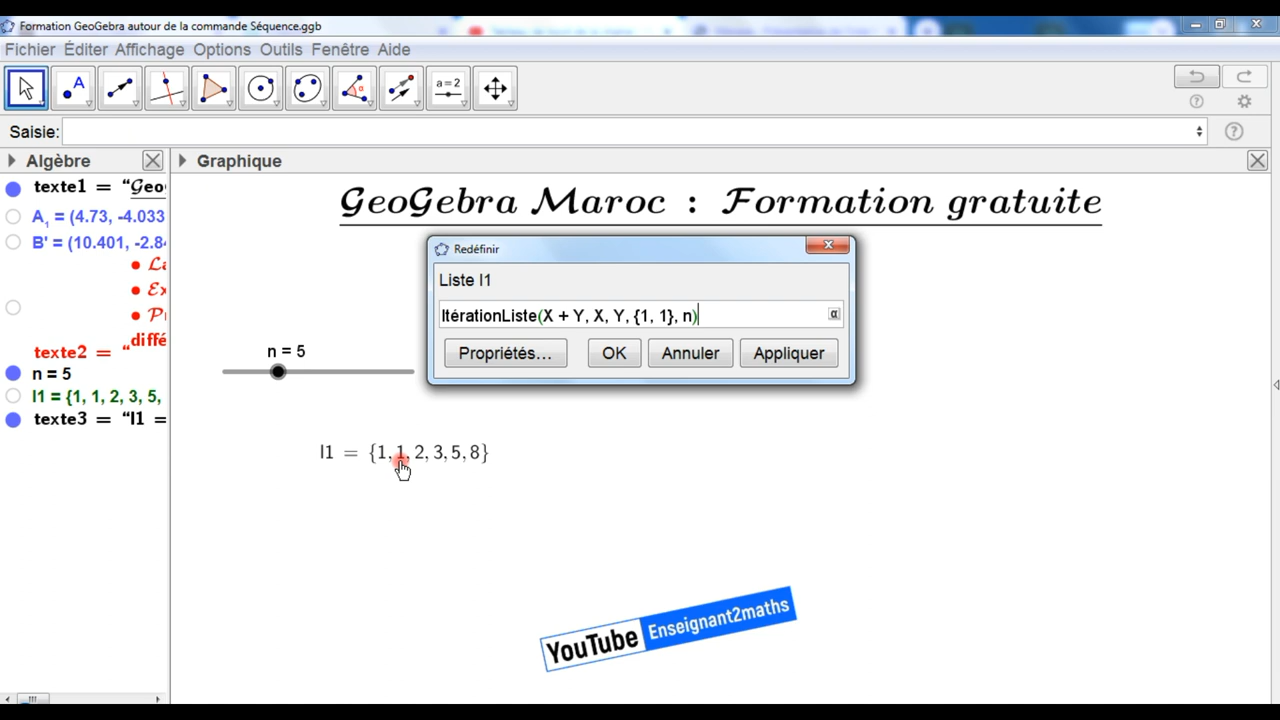 Formation GeoGebra autour de la commande Séquence.ggb
Fichier Éditer Affichage Options Outils Fenêtre Aide
A
α
a=2
Saisie:
Algèbre
Graphique
texte1 = “Geo
A1 = (4.73, -4.033
B' = (10.401, -2.84
• La
• Ex
• P
diffé
texte2 = “
n = 5
l1 = {1, 1, 2, 3, 5,
texte3 = “l1 =
GeoGebra Maroc : Formation gratuite
Redéfinir
Liste l1
ItérationListe(X + Y, X, Y, {1, 1}, n)
α
Propriétés... OK Annuler Appliquer
n = 5
l1 = {1, 1, 2, 3, 5, 8}
YouTube Enseignant2maths